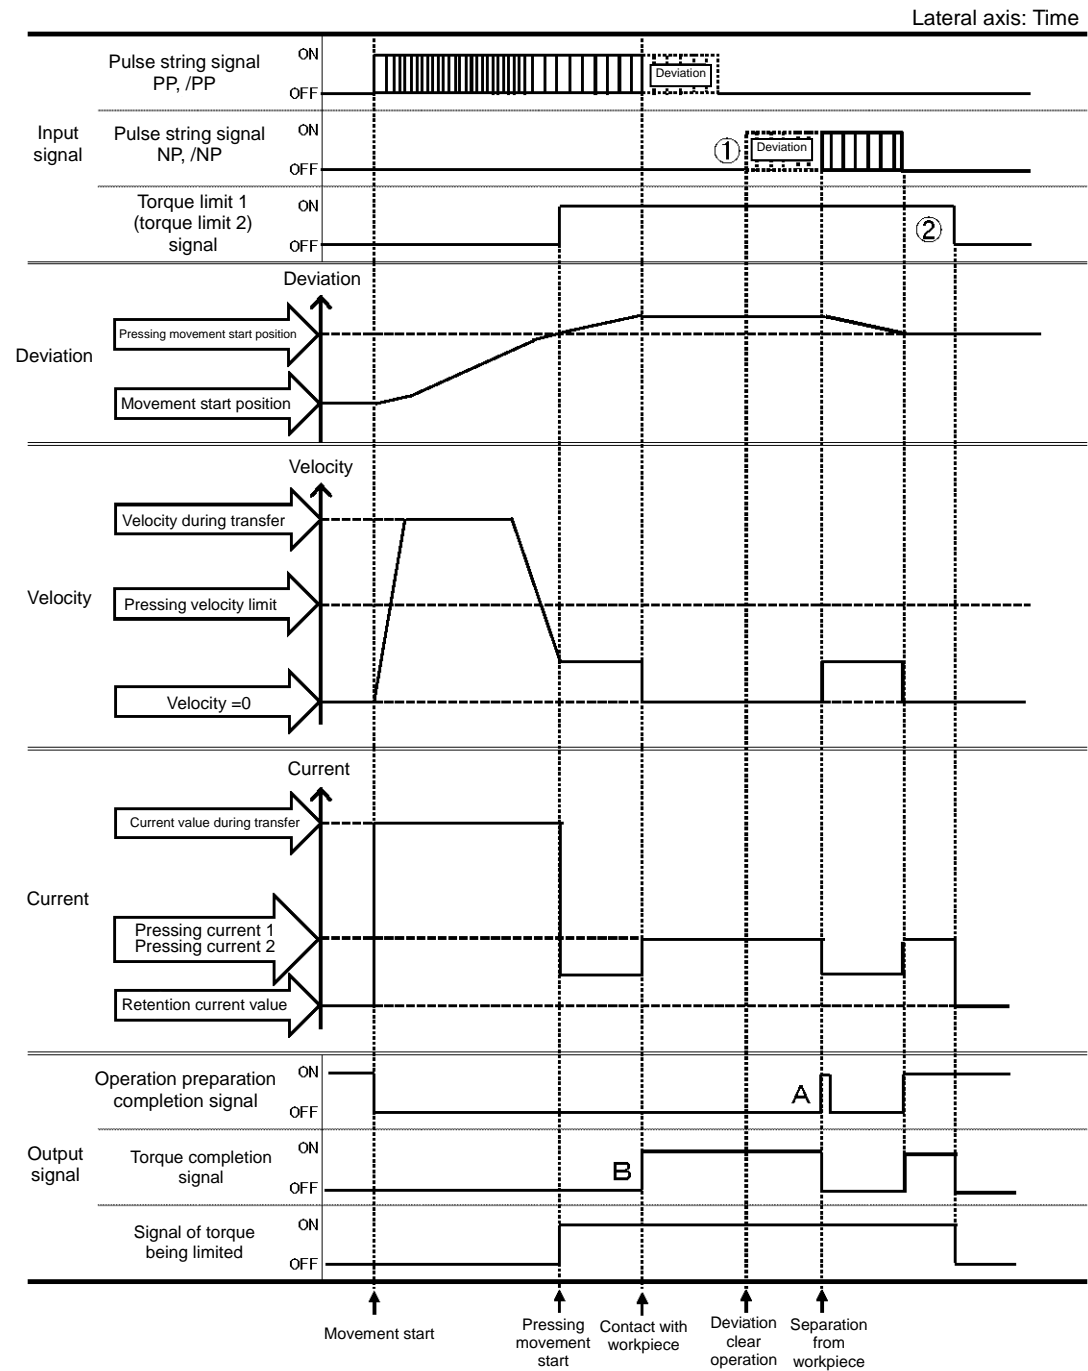 Lateral axis: Time
Input
signal
Pulse string signal
PP, /PP
ON
OFF
Deviation
Pulse string signal
NP, /NP
ON
OFF
①
Deviation
Torque limit 1
(torque limit 2)
signal
ON
OFF
②
Deviation
Deviation
Pressing movement start position
Movement start position
Velocity
Velocity
Velocity during transfer
Pressing velocity limit
Velocity =0
Current
Current
Current value during transfer
Pressing current 1
Pressing current 2
Retention current value
Output
signal
Operation preparation
completion signal
ON
OFF
A
Torque completion
signal
ON
OFF
B
Signal of torque
being limited
ON
OFF
Movement start
Pressing
movement
start
Contact with
workpiece
Deviation
clear
operation
Separation
from
workpiece